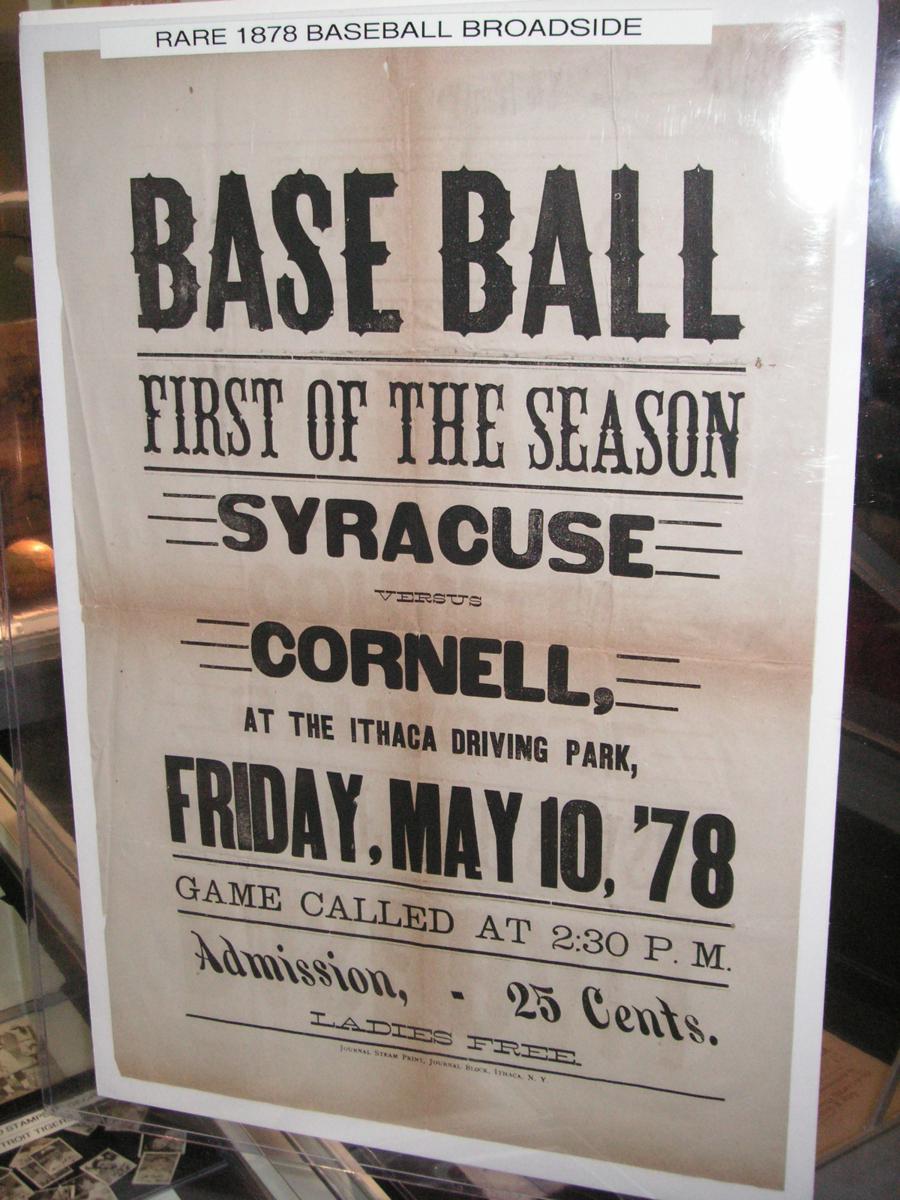 RARE 1878 BASEBALL BROADSIDE
BASE BALL
FIRST OF THE SEASON
SYRACUSE
VERSUS
CORNELL,
AT THE ITHACA DRIVING PARK,
FRIDAY, MAY 10, '78
GAME CALLED AT 2:30 P. M.
Admission, - 25 Cents.
LADIES FREE.
JOURNAL STEAM PRINT, JOURNAL BLOCK, ITHACA, N. Y.
TROIT TIGERS